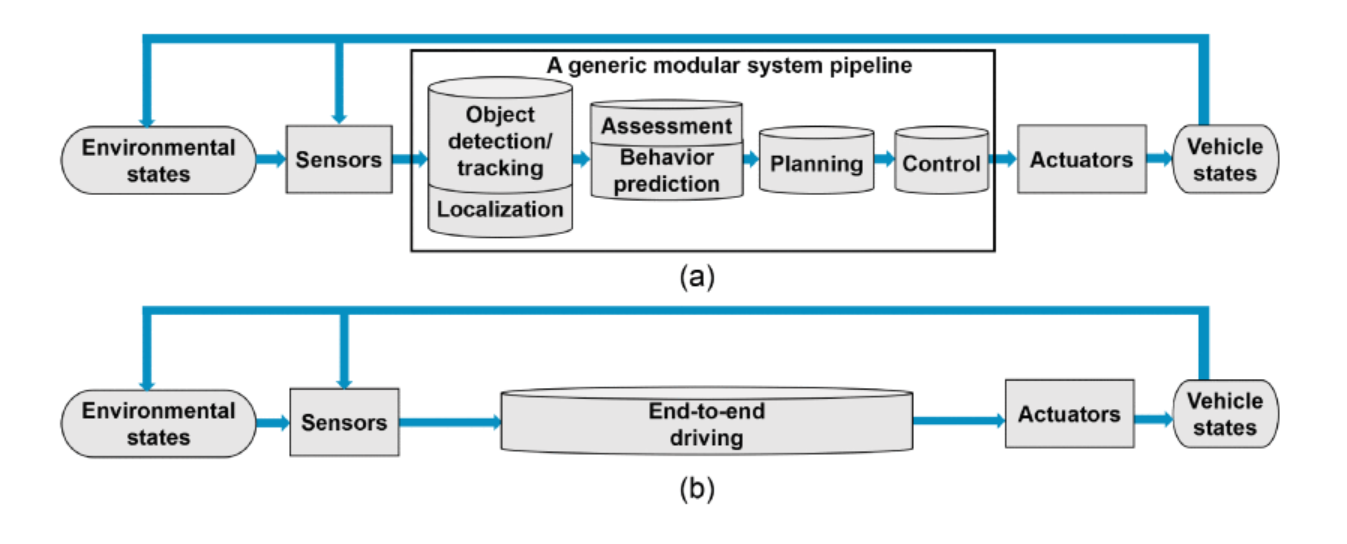 A generic modular system pipeline
Environmental
states
Sensors
Object
detection/
tracking
Localization
Assessment
Behavior
prediction
Planning
Control
Actuators
Vehicle
states
(a)
Environmental
states
Sensors
End-to-end
driving
Actuators
Vehicle
states
(b)